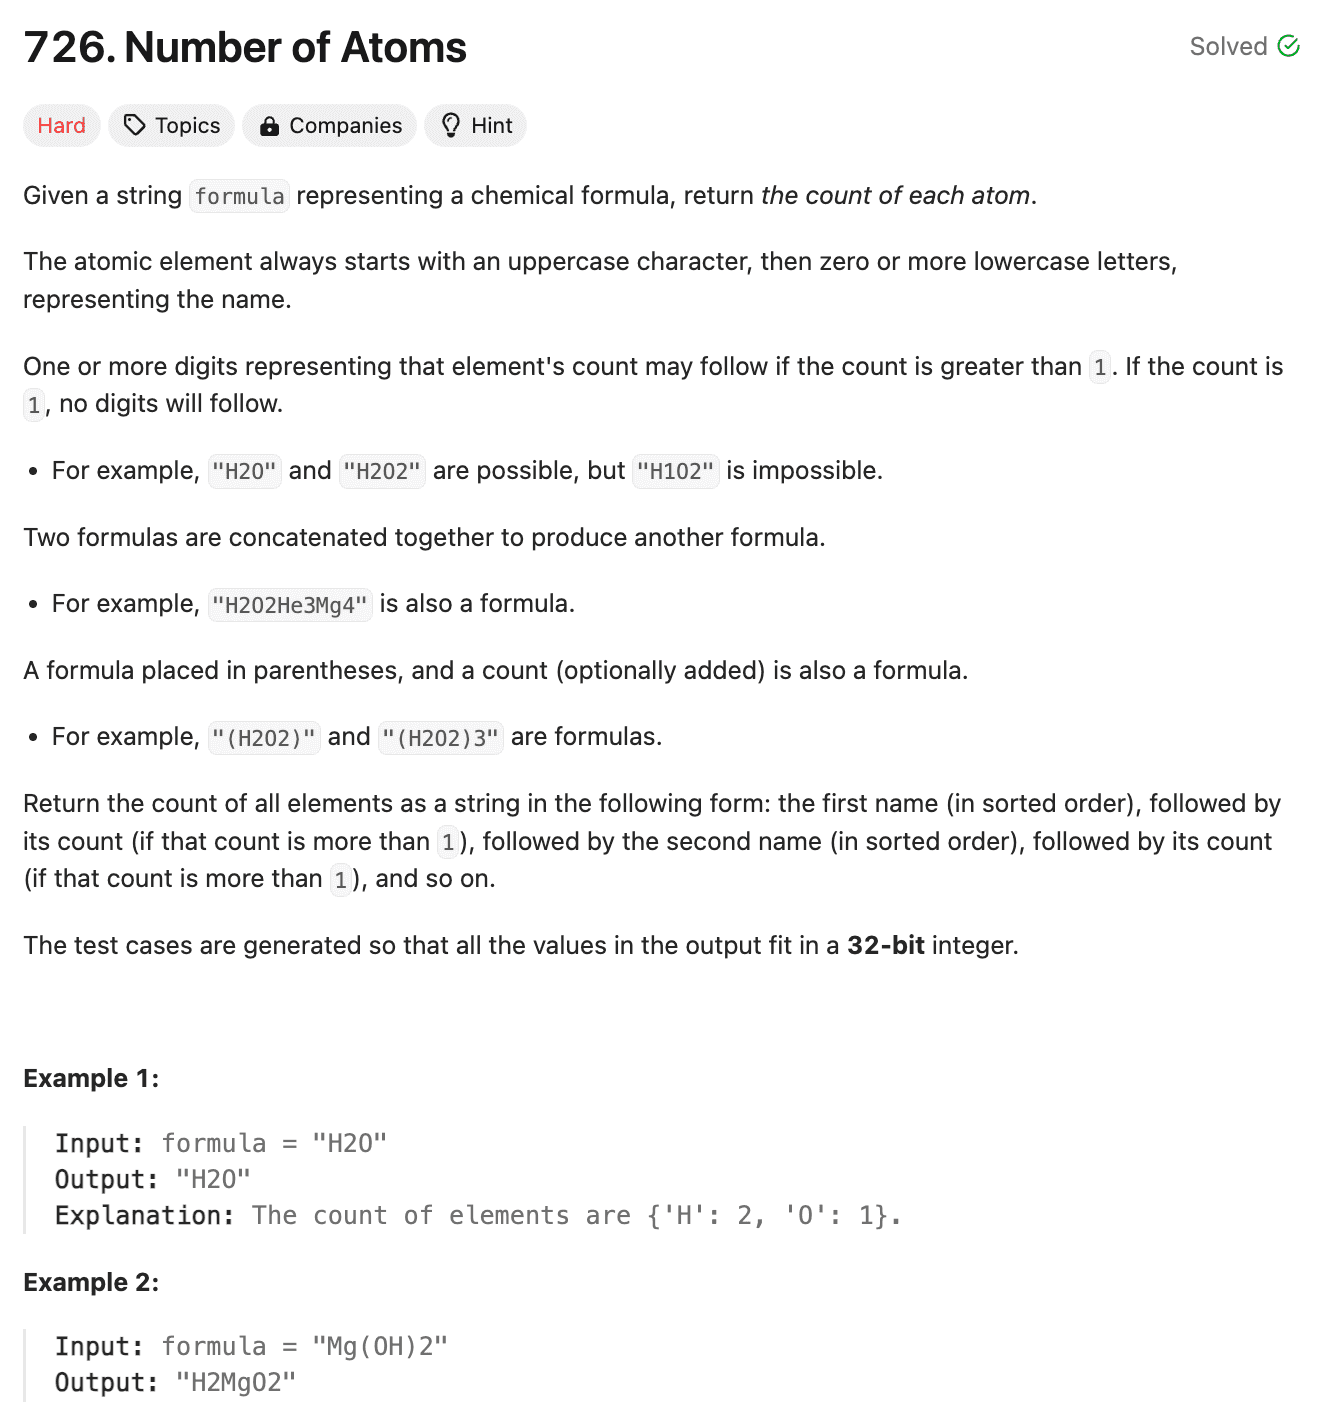 726. Number of Atoms
Solved
Hard
Topics
Companies
Hint
Given a string formula representing a chemical formula, return the count of each atom.
The atomic element always starts with an uppercase character, then zero or more lowercase letters,
representing the name.
One or more digits representing that element's count may follow if the count is greater than 1. If the count is
1, no digits will follow.
• For example, "H2O" and "H2O2" are possible, but "H1O2" is impossible.
Two formulas are concatenated together to produce another formula.
• For example, "H2O2He3Mg4" is also a formula.
A formula placed in parentheses, and a count (optionally added) is also a formula.
• For example, "(H2O2)" and "(H2O2)3" are formulas.
Return the count of all elements as a string in the following form: the first name (in sorted order), followed by
its count (if that count is more than 1), followed by the second name (in sorted order), followed by its count
(if that count is more than 1), and so on.
The test cases are generated so that all the values in the output fit in a 32-bit integer.
Example 1:
Input: formula = "H2O"
Output: "H2O"
Explanation: The count of elements are {'H': 2, 'O': 1}.
Example 2:
Input: formula = "Mg(OH)2"
Output: "H2MgO2"